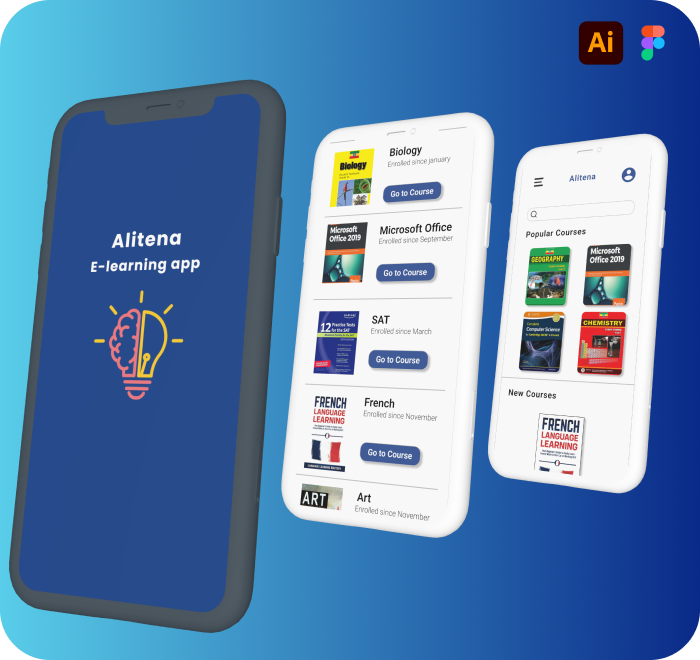 Ai
Alitena
E-learning app
Biology
Biology
Enrolled since january
Go to Course
Microsoft
Office 2019
Microsoft Office
Enrolled since September
Go to Course
12 Practice Tests
for the SAT
SAT
Enrolled since March
Go to Course
FRENCH
LANGUAGE
LEARNING
French
Enrolled since November
Go to Course
ART
Art
Enrolled since November
Alitena
Popular Courses
GEOGRAPHY
Microsoft
Office 2019
Computer Science
CHEMISTRY
New Courses
FRENCH
LANGUAGE
LEARNING